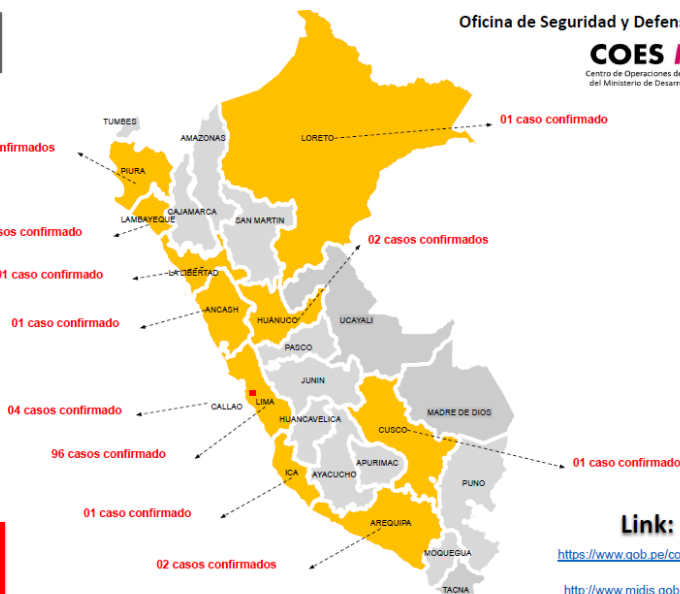 Oficina de Seguridad y
COES
Centro de Operaciones de
del Ministerio de
TUMBES
AMAZONAS
LORETO
01 caso confirmado
PIURA
LAMBAYEQUE
CAJAMARCA
SAN MARTIN
confirmado
02 casos confirmados
LA LIBERTAD
01 caso confirmado
ANCASH
01 caso confirmado
HUÁNUCO
UCAYALI
PASCO
JUNIN
LIMA
CALLAO
04 casos confirmado
MADRE DE DIOS
HUANCAVELICA
CUSCO
96 casos confirmado
APURIMAC
01 caso confirmado
ICA
AYACUCHO
PUNO
01 caso confirmado
AREQUIPA
Link:
MOQUEGUA
02 casos confirmados
https://www.gob.pe/co
http://www.midis.gob
TACNA